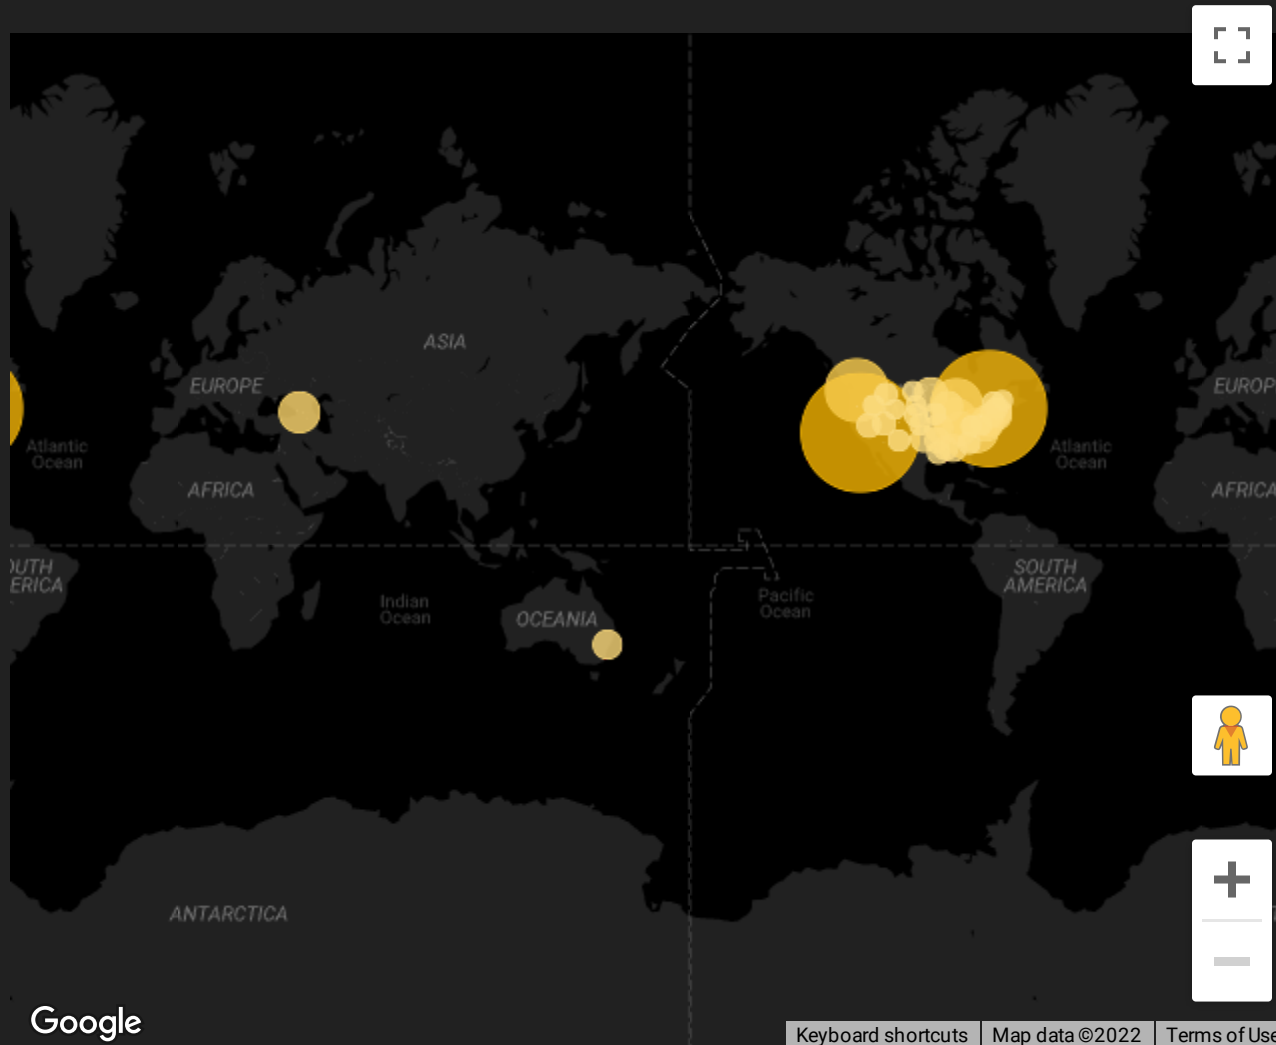 ASIA
EUROPE
EUROP
Atlantic
Ocean
Atlantic
Ocean
AFRICA
AFRICA
OUTH
ERICA
SOUTH
AMERICA
Indian
Ocean
OCEANIA
Pacific
Ocean
ANTARCTICA
Google
Keyboard shortcuts
Map data ©2022
Terms of Use